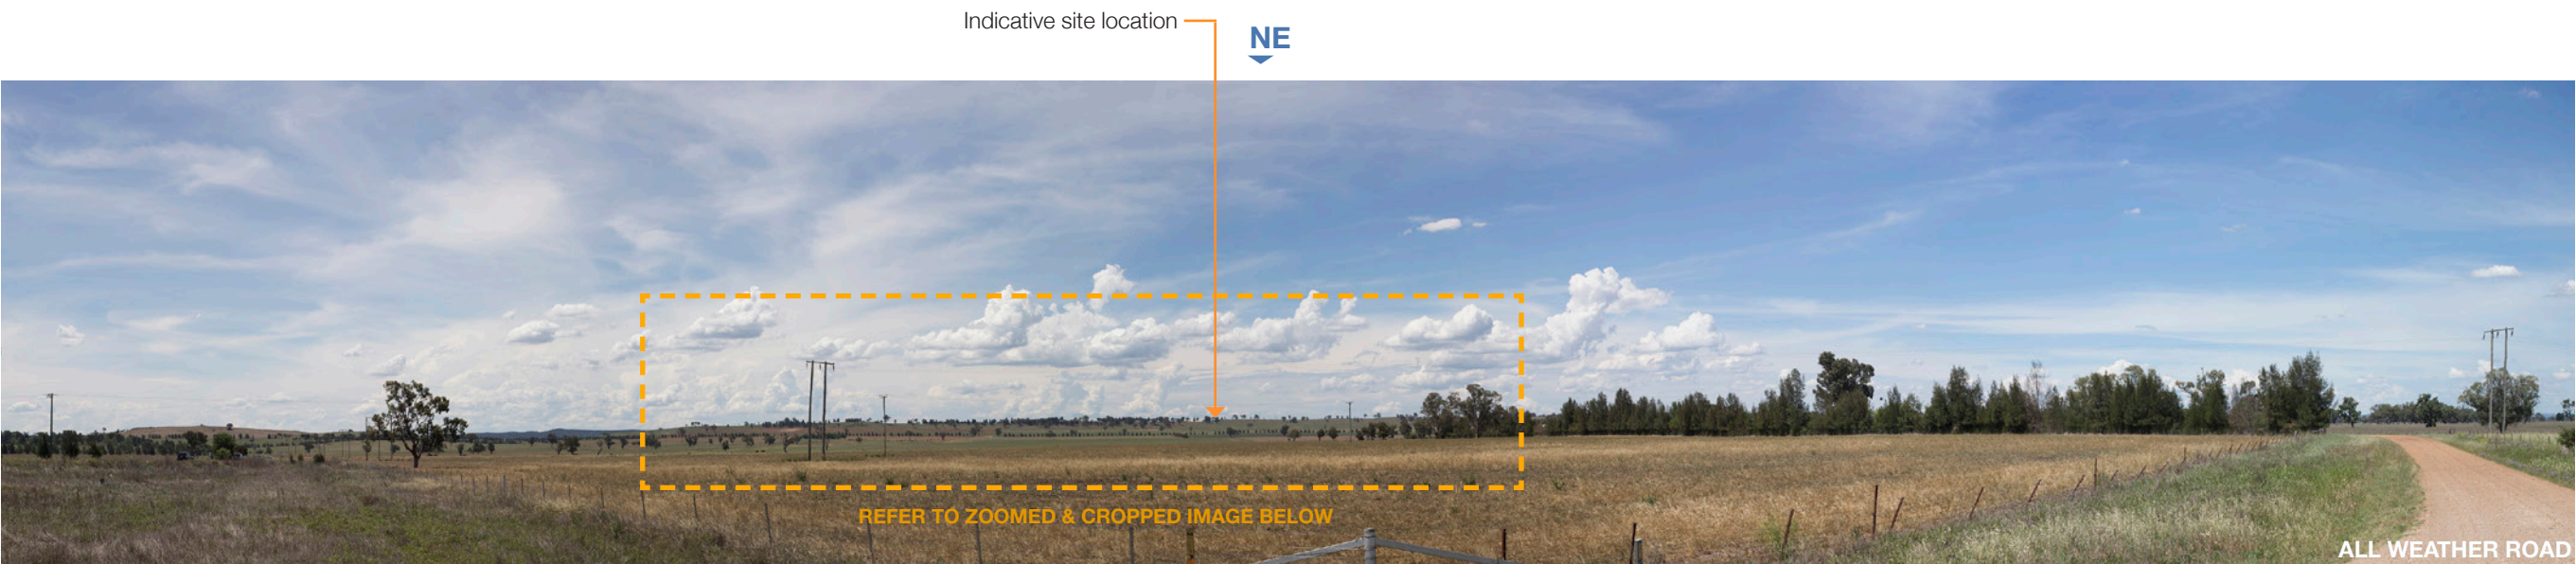 Indicative site location
NE
REFER TO ZOOMED & CROPPED IMAGE BELOW
ALL WEATHER ROAD